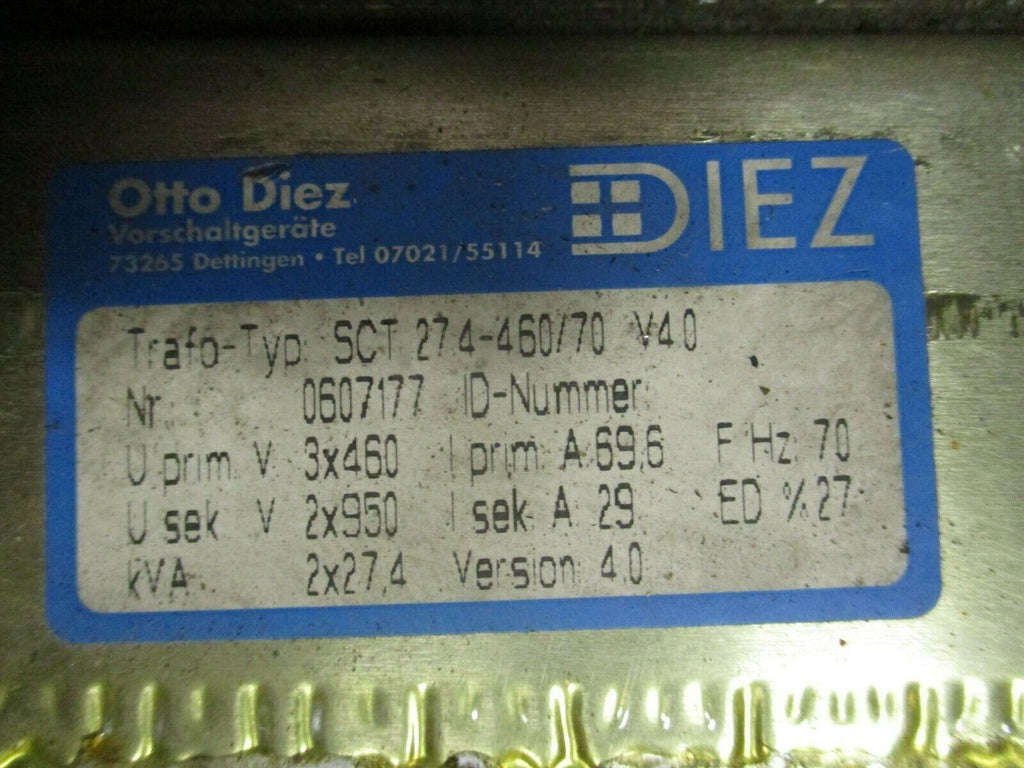 Otto Diez
Vorschaltgeräte
73265 Dettingen • Tel 07021/55114
DIEZ
Trafo-Typ: SCT 274-460/70 V4.0
Nr.: 0607177 ID-Nummer:
U prim. V: 3x460 I prim. A: 69,6 F Hz: 70
U sek. V: 2x950 I sek. A: 29 ED %: 27
kVA: 2x27,4 Version: 4.0